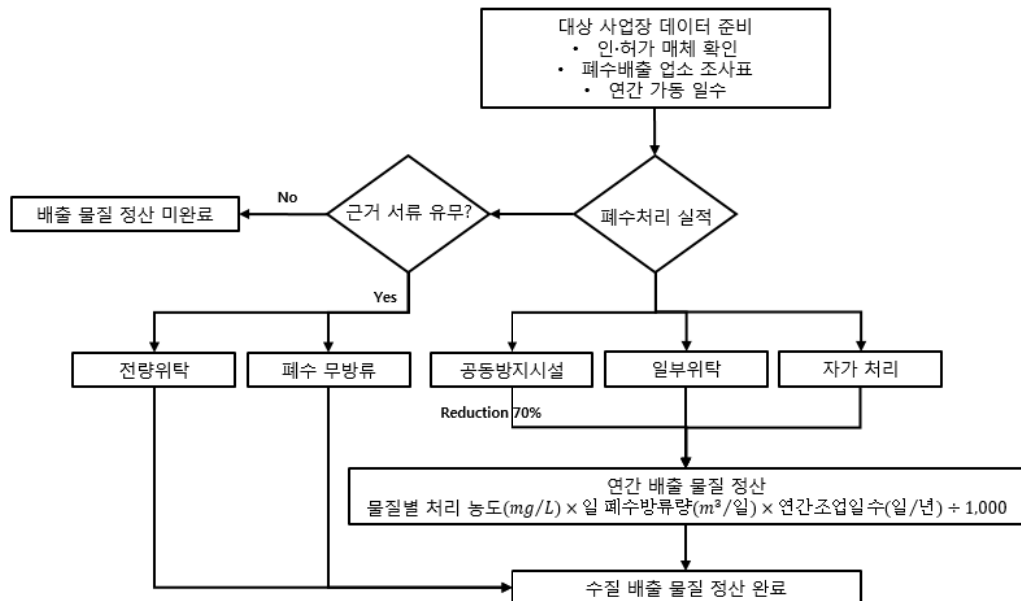 대상 사업장 데이터 준비
• 인·허가 매체 확인
• 폐수배출 업소 조사표
• 연간 가동 일수
No
배출 물질 정산 미완료
근거 서류 유무?
폐수처리 실적
Yes
전량위탁
폐수 무방류
공동방지시설
일부위탁
자가 처리
Reduction 70%
연간 배출 물질 정산
물질별 처리 농도(mg/L) × 일 폐수방류량(m³/일) × 연간조업일수(일/년) ÷ 1,000
수질 배출 물질 정산 완료